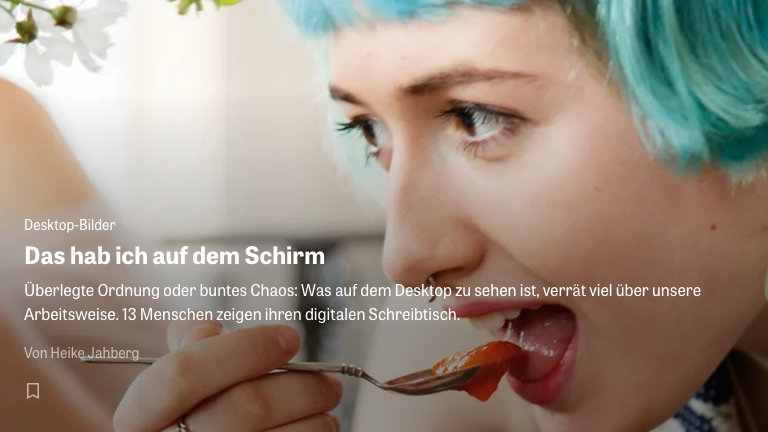 Desktop-Bilder
Das hab ich auf dem Schirm
Überlegte Ordnung oder buntes Chaos: Was auf dem Desktop zu sehen ist, verrät viel über unsere
Arbeitsweise. 13 Menschen zeigen ihren digitalen Schreibtisch.
Von Heike Jahberg